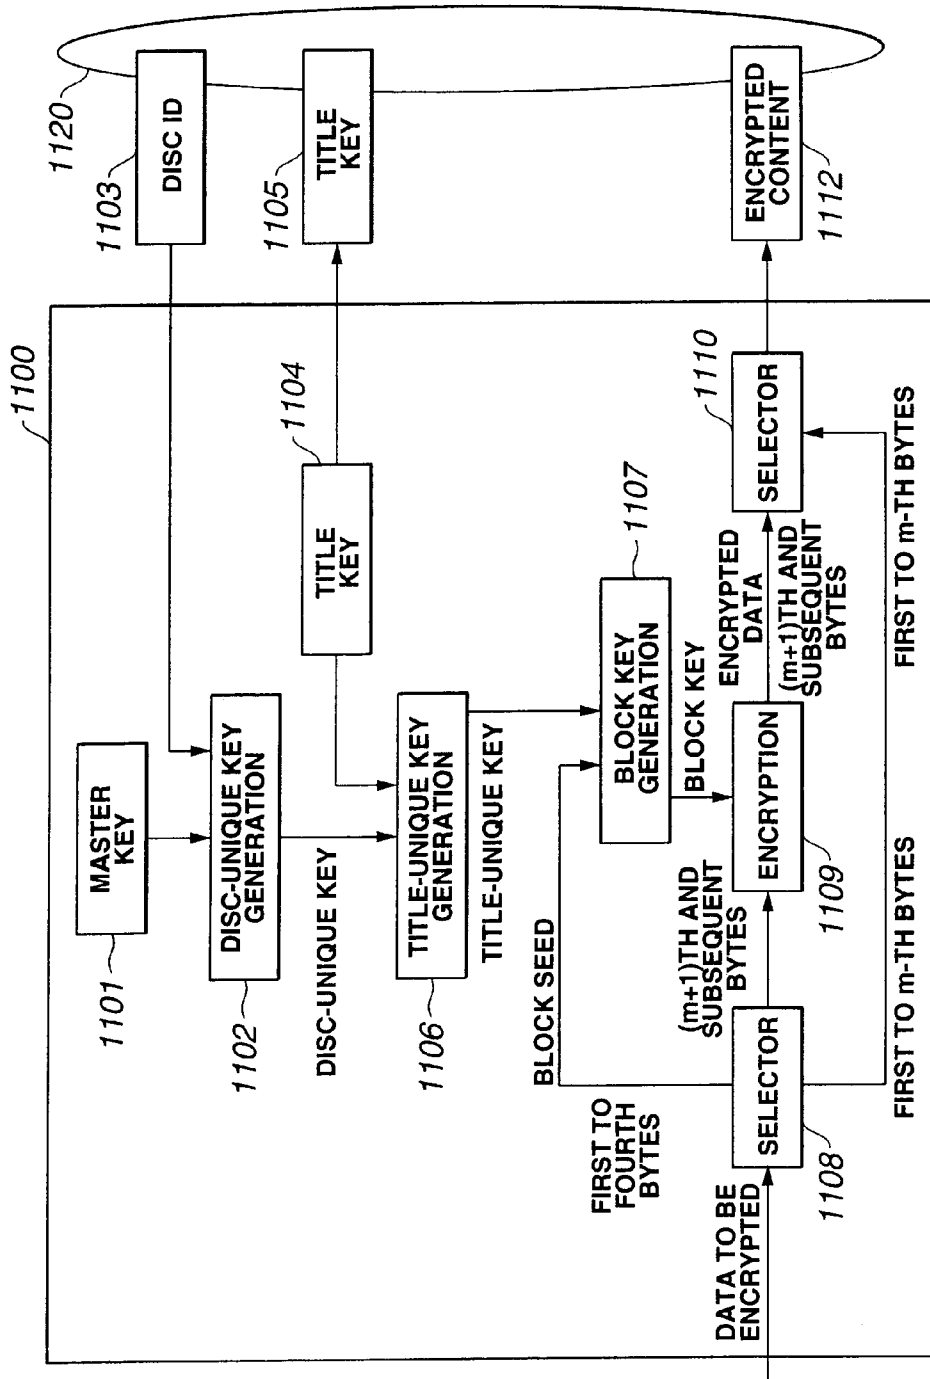 1100
1120
1101
MASTER
KEY
1103
DISC ID
1102
DISC-UNIQUE KEY
GENERATION
DISC-UNIQUE KEY
1104
TITLE
KEY
1105
TITLE
KEY
1106
TITLE-UNIQUE KEY
GENERATION
TITLE-UNIQUE KEY
BLOCK SEED
FIRST TO
FOURTH
BYTES
1107
BLOCK KEY
GENERATION
BLOCK KEY
DATA TO BE
ENCRYPTED
SELECTOR
1108
(m+1)TH AND
SUBSEQUENT
BYTES
ENCRYPTION
1109
ENCRYPTED
DATA
(m+1)TH AND
SUBSEQUENT
BYTES
SELECTOR
1110
ENCRYPTED
CONTENT
1112
FIRST TO m-TH BYTES
FIRST TO m-TH BYTES